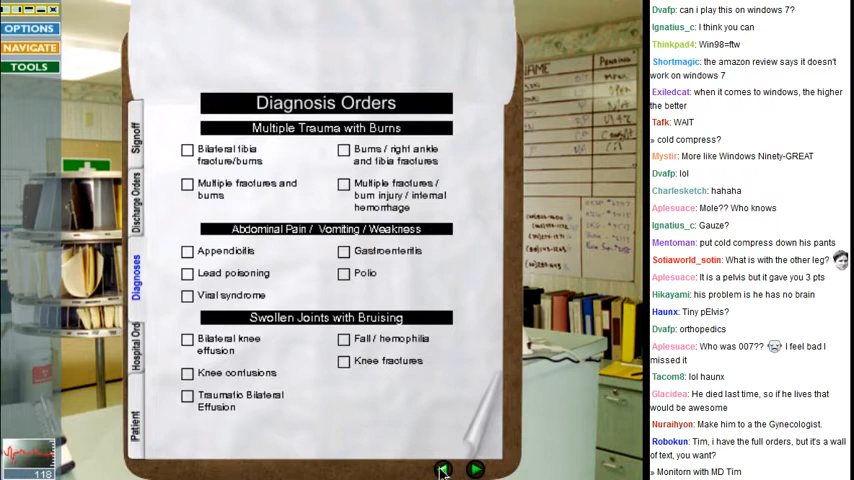 OPTIONS
NAVIGATE
TOOLS
118
Signoff
Discharge Orders
Diagnoses
Hospital Ord
Patient
Diagnosis Orders
Multiple Trauma with Burns
Bilateral tibia
fracture/burns
Burns / right ankle
and tibia fractures
Multiple fractures and
burns
Multiple fractures /
burn injury / internal
hemorrhage
Abdominal Pain / Vomiting / Weakness
Appendicitis
Gastroenteritis
Lead poisoning
Polio
Viral syndrome
Swollen Joints with Bruising
Bilateral knee
effusion
Fall / hemophilia
Knee fractures
Knee contusions
Traumatic Bilateral
Effusion
NAME
Dvafp: can i play this on windows 7?
Ignatius_c: I think you can
Thinkpad4: Win98=ftw
Shortmagic: the amazon review says it doesn't
work on windows 7
Exiledcat: when it comes to windows, the higher
the better
Tafk: WAIT
» cold compress?
Mystir: More like Windows Ninety-GREAT
Dvafp: lol
Charlesketch: hahaha
Aplesuace: Mole?? Who knows
Ignatius_c: Gauze?
Mentoman: put cold compress down his pants
Sotiaworld_sotin: What is with the other leg?
Aplesuace: It is a pelvis but it gave you 3 pts
Hikayami: his problem is he has no brain
Haunx: Tiny pElvis?
Dvafp: orthopedics
Aplesuace: Who was 007?? I feel bad I
missed it
Tacom8: lol haunx
Glacidea: He died last time, so if he lives that
would be awesome
Nuraihyon: Make him to a the Gynecologist.
Robokun: Tim, i have the full orders, but it's a wall
of text, you want?
» Monitorn with MD Tim